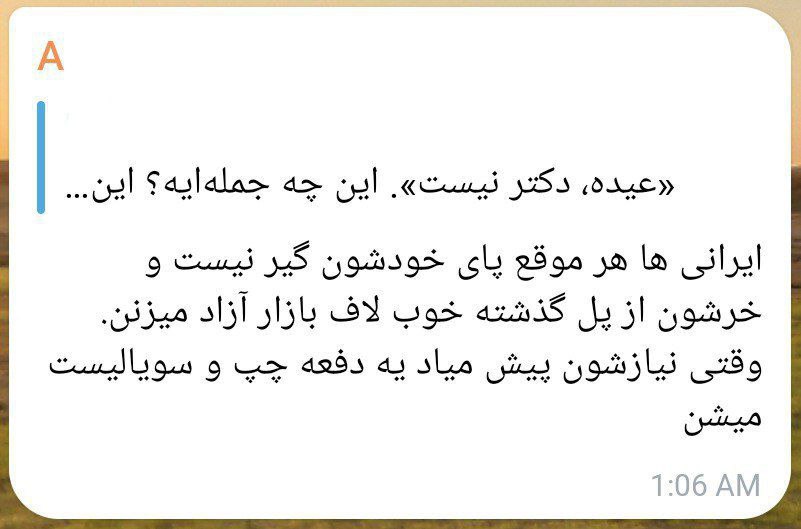 A
«عیده، دکتر نیست». این چه جمله‌ایه؟ این...
ایرانی ها هر موقع پای خودشون گیر نیست و
خرشون از پل گذشته خوب لاف بازار آزاد میزنن.
وقتی نیازشون پیش میاد یه دفعه چپ و سویالیست
میشن
1:06 AM